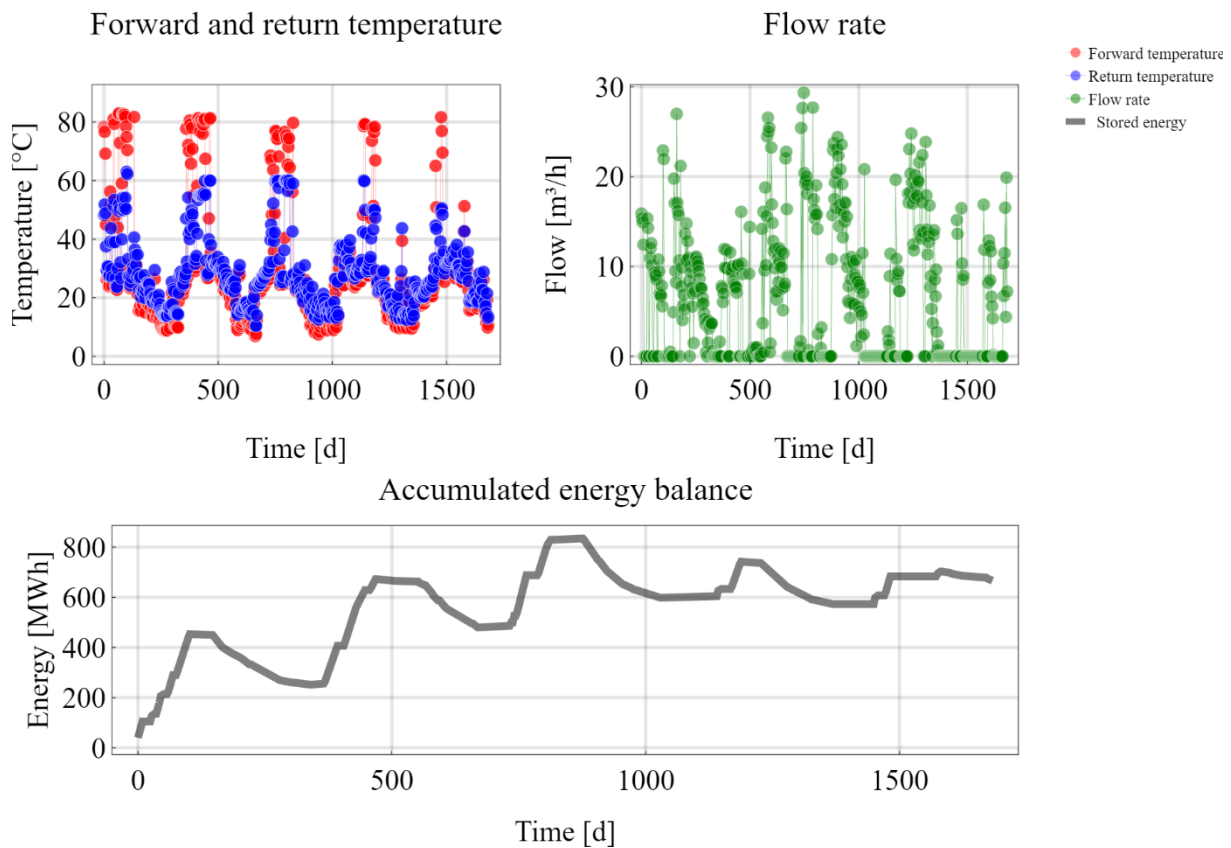 Forward and return temperature
Flow rate
Forward temperature
Return temperature
Flow rate
Stored energy
Temperature [°C]
80
60
40
20
0
0
500
1000
1500
Time [d]
Flow [m³/h]
30
20
10
0
0
500
1000
1500
Time [d]
Accumulated energy balance
Energy [MWh]
800
600
400
200
0
0
500
1000
1500
Time [d]